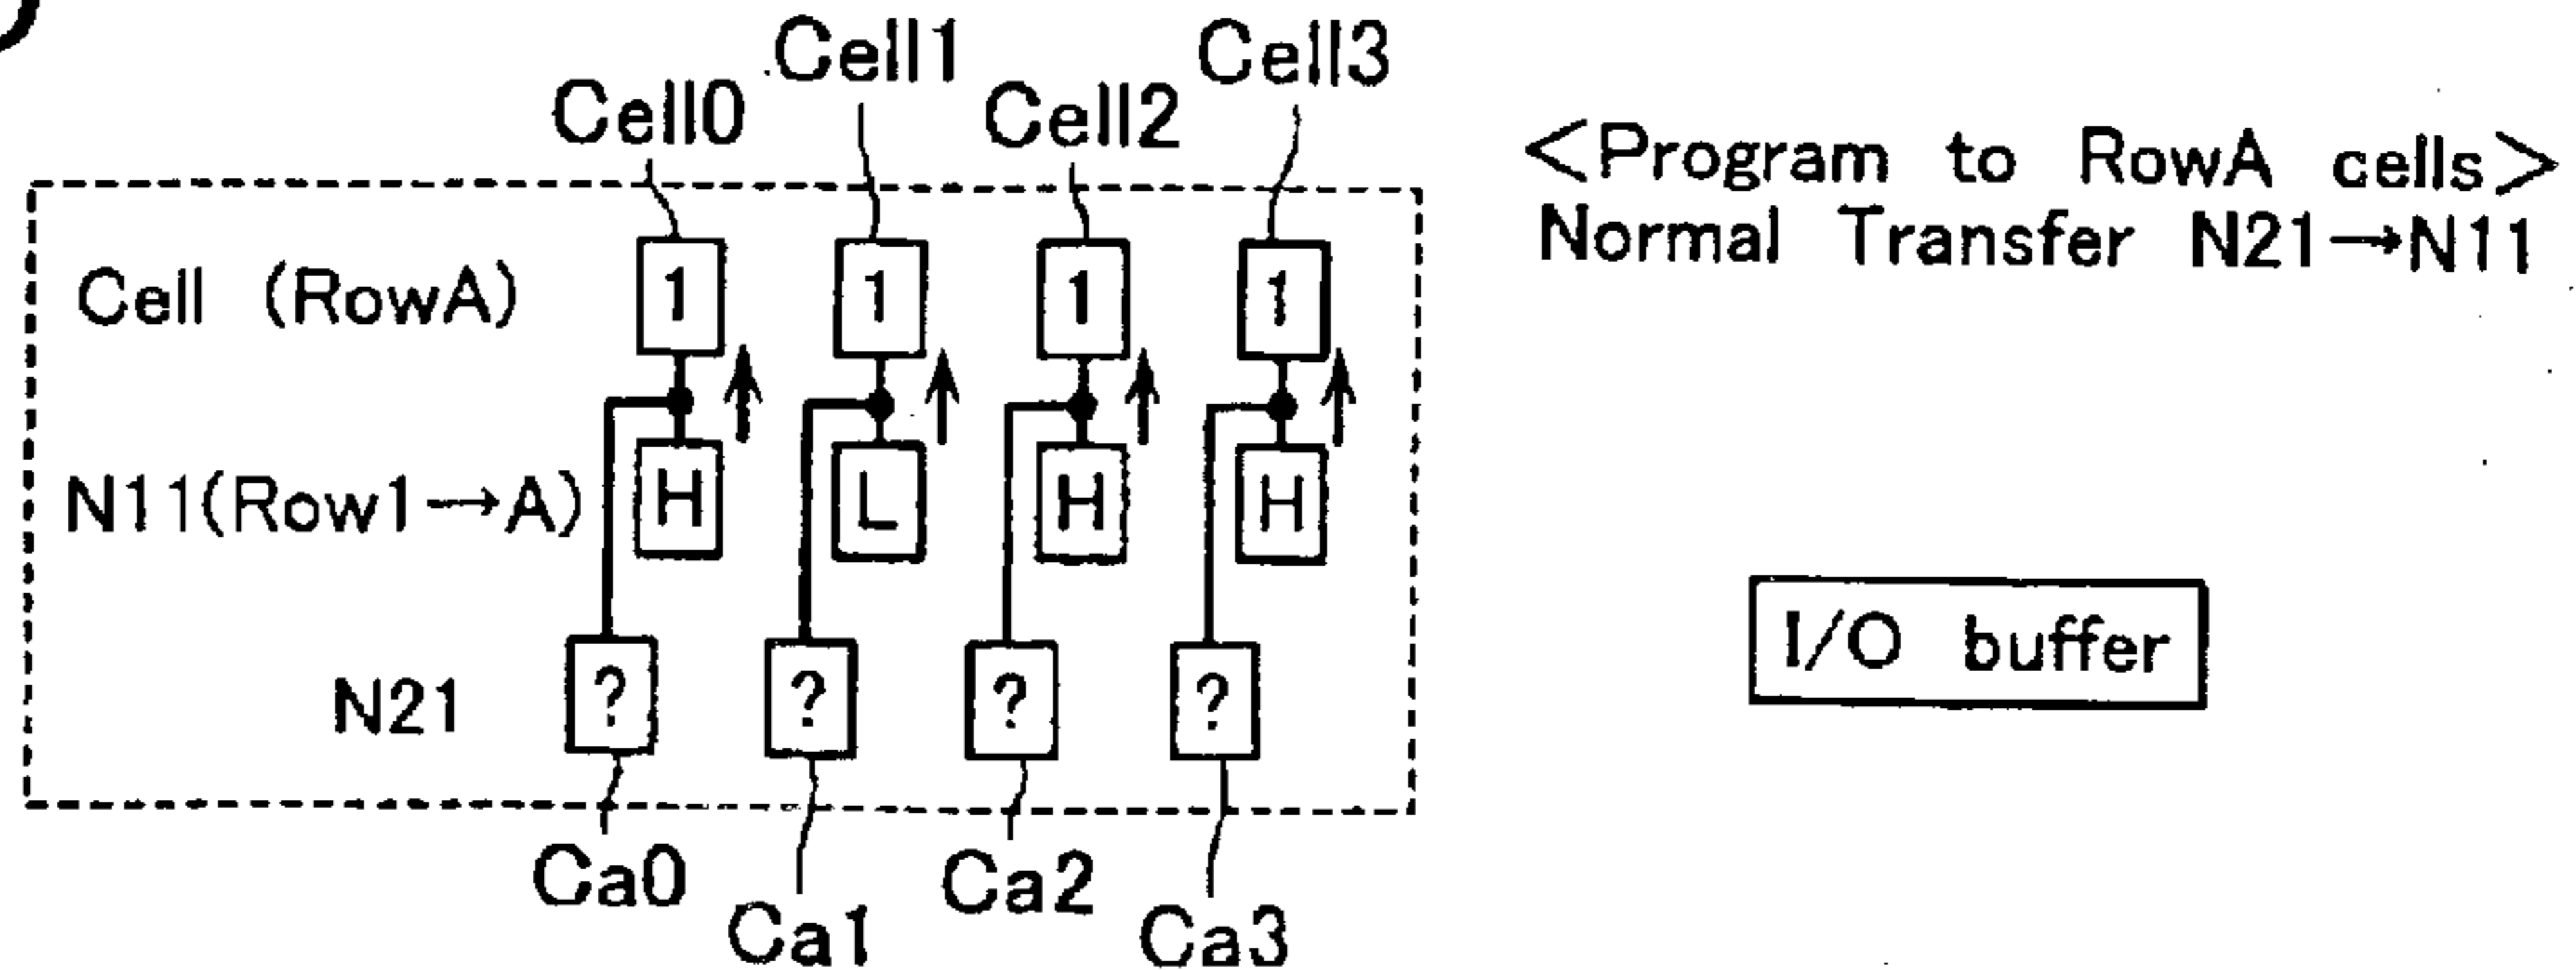 Cell0 Cell1 Cell2 Cell3
<Program to RowA cells>
Normal Transfer N21→N11
Cell (RowA) 1 1 1 1
N11(Row1→A) H L H H
N21 ? ? ? ?
I/O buffer
Ca0 Ca1 Ca2 Ca3